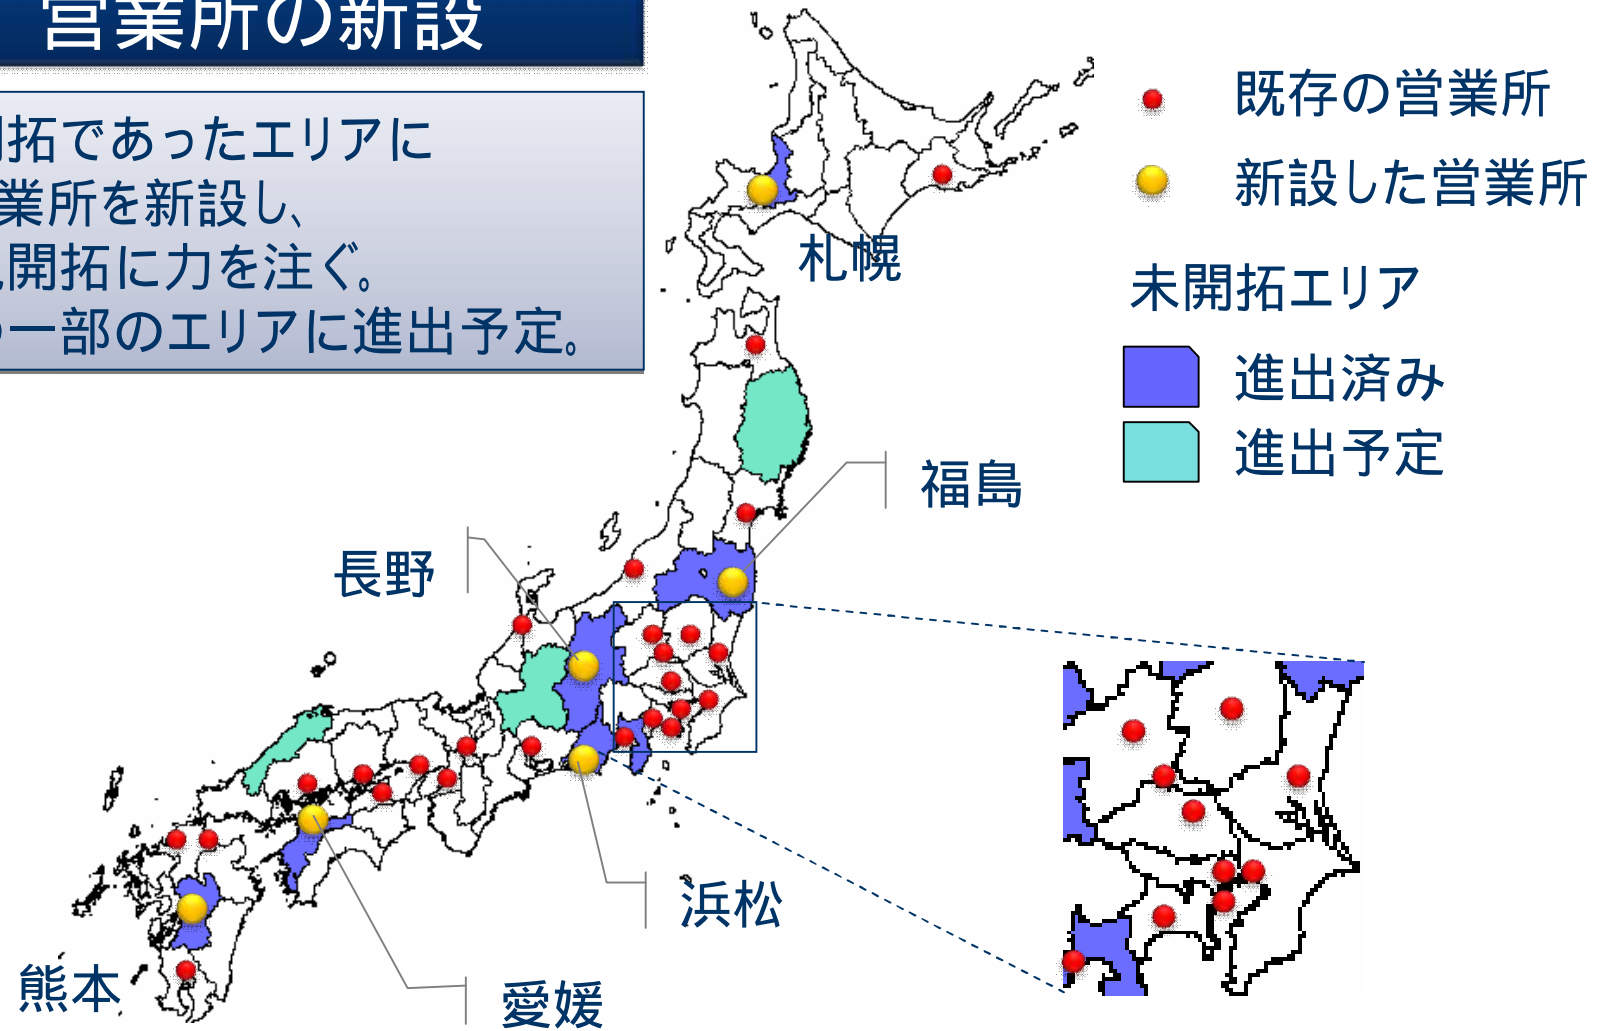 営業所の新設
拓であったエリアに
業所を新設し、
開拓に力を注ぐ。
一部のエリアに進出予定。
既存の営業所
新設した営業所
未開拓エリア
進出済み
進出予定
札幌
福島
長野
浜松
愛媛
熊本